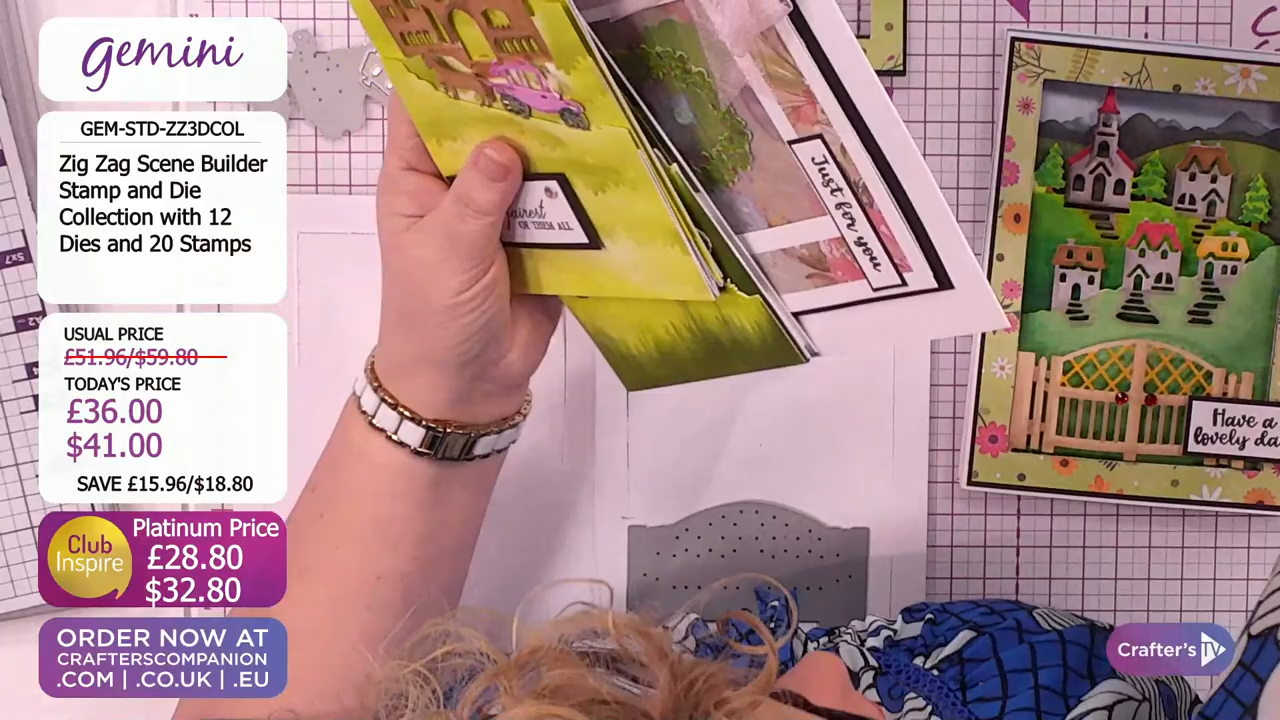 gemini
GEM-STD-ZZ3DCOL
Zig Zag Scene Builder
Stamp and Die
Collection with 12
Dies and 20 Stamps
USUAL PRICE
£51.96/$59.80
TODAY'S PRICE
£36.00
$41.00
SAVE £15.96/$18.80
Club
Inspire
Platinum Price
£28.80
$32.80
ORDER NOW AT
CRAFTERSCOMPANION
.COM | .CO.UK | .EU
OF THEM ALL
Just for you
Have a
lovely
Crafter's TV
5x7